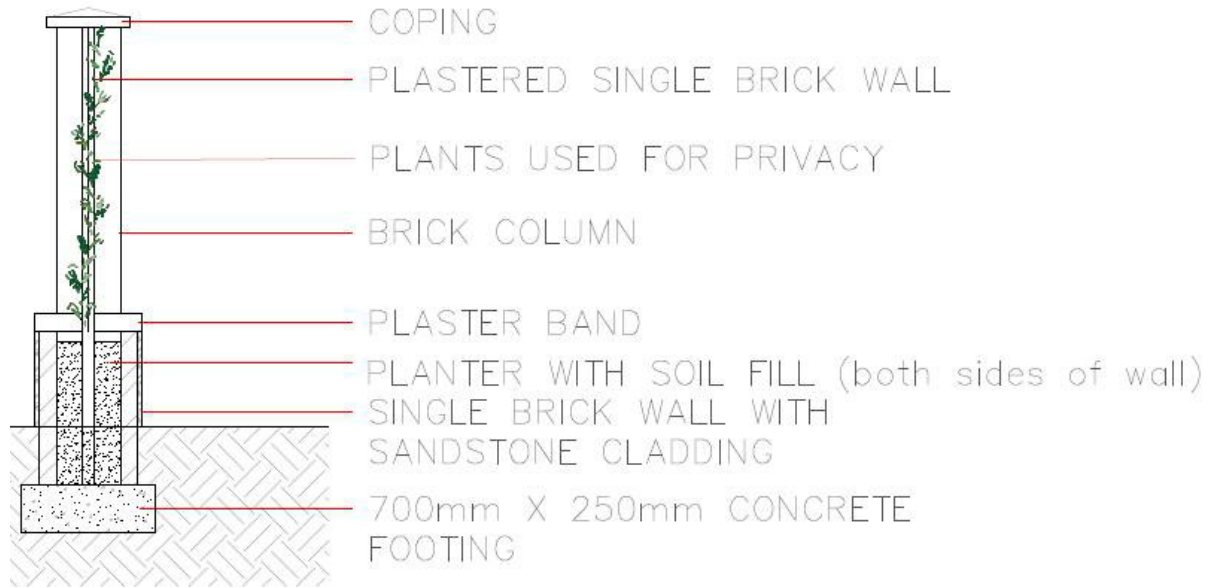 COPING
PLASTERED SINGLE BRICK WALL
PLANTS USED FOR PRIVACY
BRICK COLUMN
PLASTER BAND
PLANTER WITH SOIL FILL (both sides of wall)
SINGLE BRICK WALL WITH
SANDSTONE CLADDING
700mm X 250mm CONCRETE
FOOTING